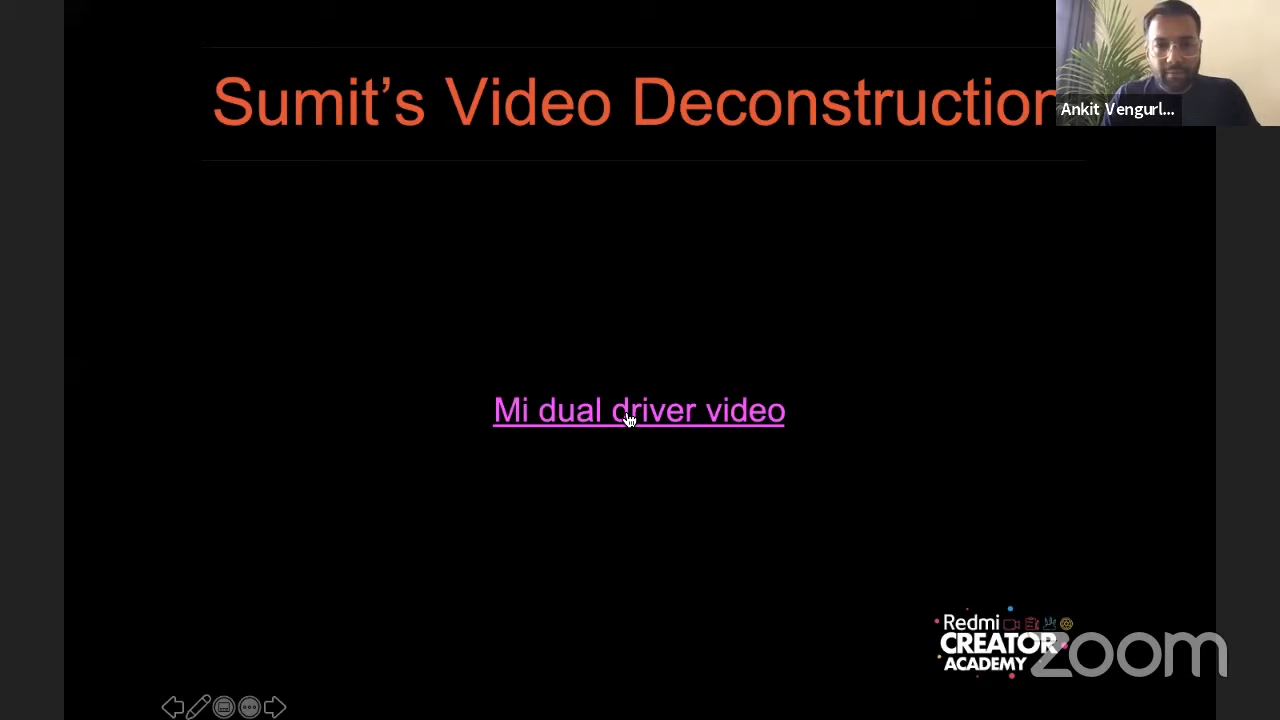 Sumit’s Video Deconstruction
Ankit Vengurl...
Mi dual driver video
Redmi
CREATOR
ACADEMY
zoom